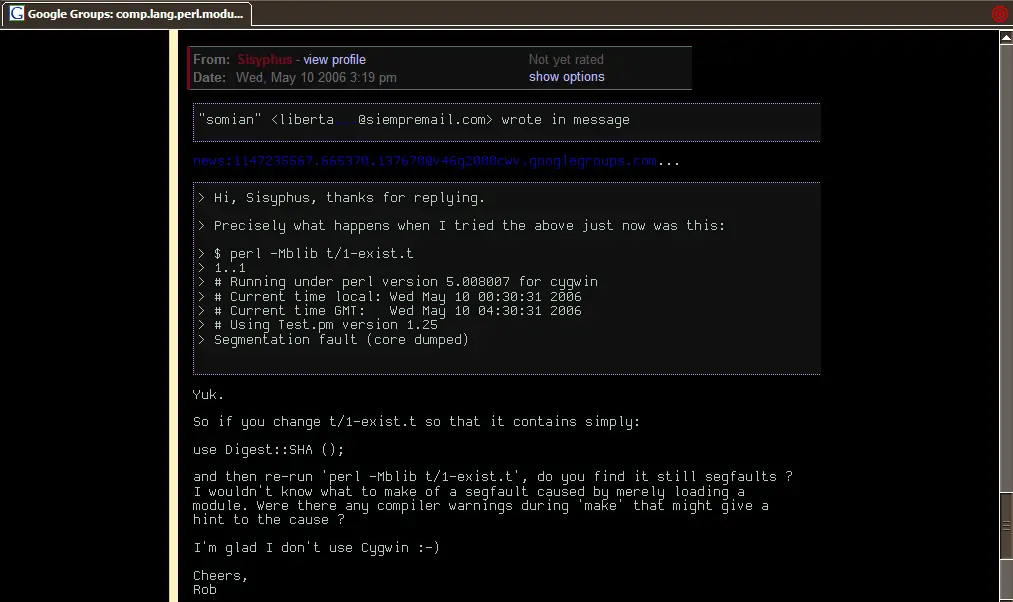 Google Groups: comp.lang.perl.modu...
From: Sisyphus - view profile
Not yet rated
Date: Wed, May 10 2006 3:19 pm
show options
"somian" <liberta...@siempremail.com> wrote in message
news:1147235567.665370.137670@v46g2000cwv.googlegroups.com...
> Hi, Sisyphus, thanks for replying.
> Precisely what happens when I tried the above just now was this:
> $ perl -Mblib t/1-exist.t
> 1..1
> # Running under perl version 5.008007 for cygwin
> # Current time local: Wed May 10 00:30:31 2006
> # Current time GMT:   Wed May 10 04:30:31 2006
> # Using Test.pm version 1.25
> Segmentation fault (core dumped)
Yuk.
So if you change t/1-exist.t so that it contains simply:
use Digest::SHA ();
and then re-run 'perl -Mblib t/1-exist.t', do you find it still segfaults ?
I wouldn't know what to make of a segfault caused by merely loading a
module. Were there any compiler warnings during 'make' that might give a
hint to the cause ?
I'm glad I don't use Cygwin :-)
Cheers,
Rob